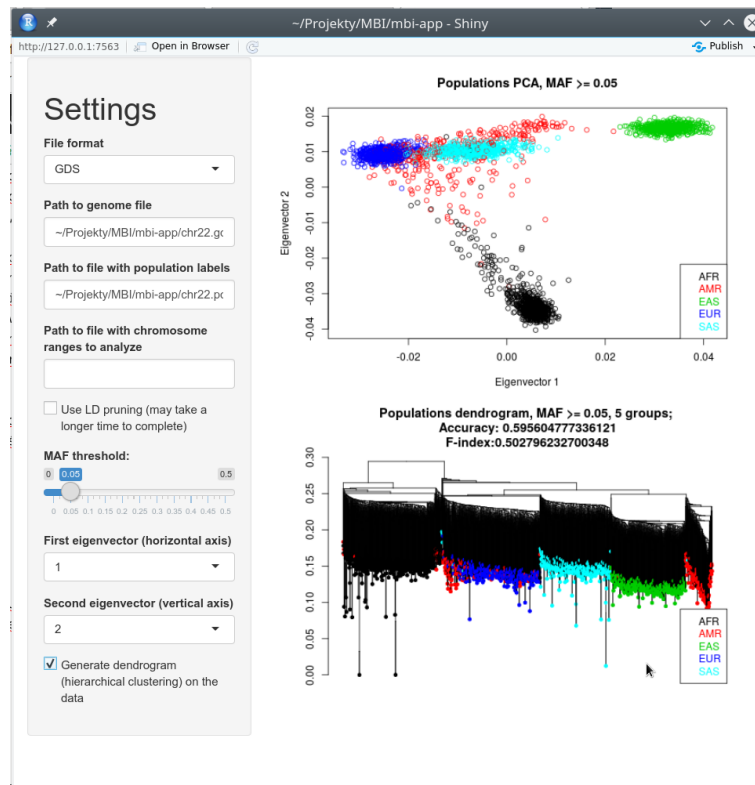 ~/Projekty/MBI/mbi-app - Shiny
http://127.0.0.1:7563
Open in Browser
Publish
Settings
File format
GDS
Path to genome file
~/Projekty/MBI/mbi-app/chr22.gc
Path to file with population labels
~/Projekty/MBI/mbi-app/chr22.pc
Path to file with chromosome
ranges to analyze
Use LD pruning (may take a
longer time to complete)
MAF threshold:
0 0.05 0.5
0 0.05 0.1 0.15 0.2 0.25 0.3 0.35 0.4 0.45 0.5
First eigenvector (horizontal axis)
1
Second eigenvector (vertical axis)
2
Generate dendrogram
(hierarchical clustering) on the
data
Populations PCA, MAF >= 0.05
Eigenvector 2
0.02
0.01
0.00
-0.01
-0.02
-0.03
-0.04
-0.02 0.00 0.02 0.04
Eigenvector 1
AFR
AMR
EAS
EUR
SAS
Populations dendrogram, MAF >= 0.05, 5 groups;
Accuracy: 0.595604777336121
F-index:0.502796232700348
0.30
0.25
0.20
0.15
0.10
0.05
0.00
AFR
AMR
EAS
EUR
SAS